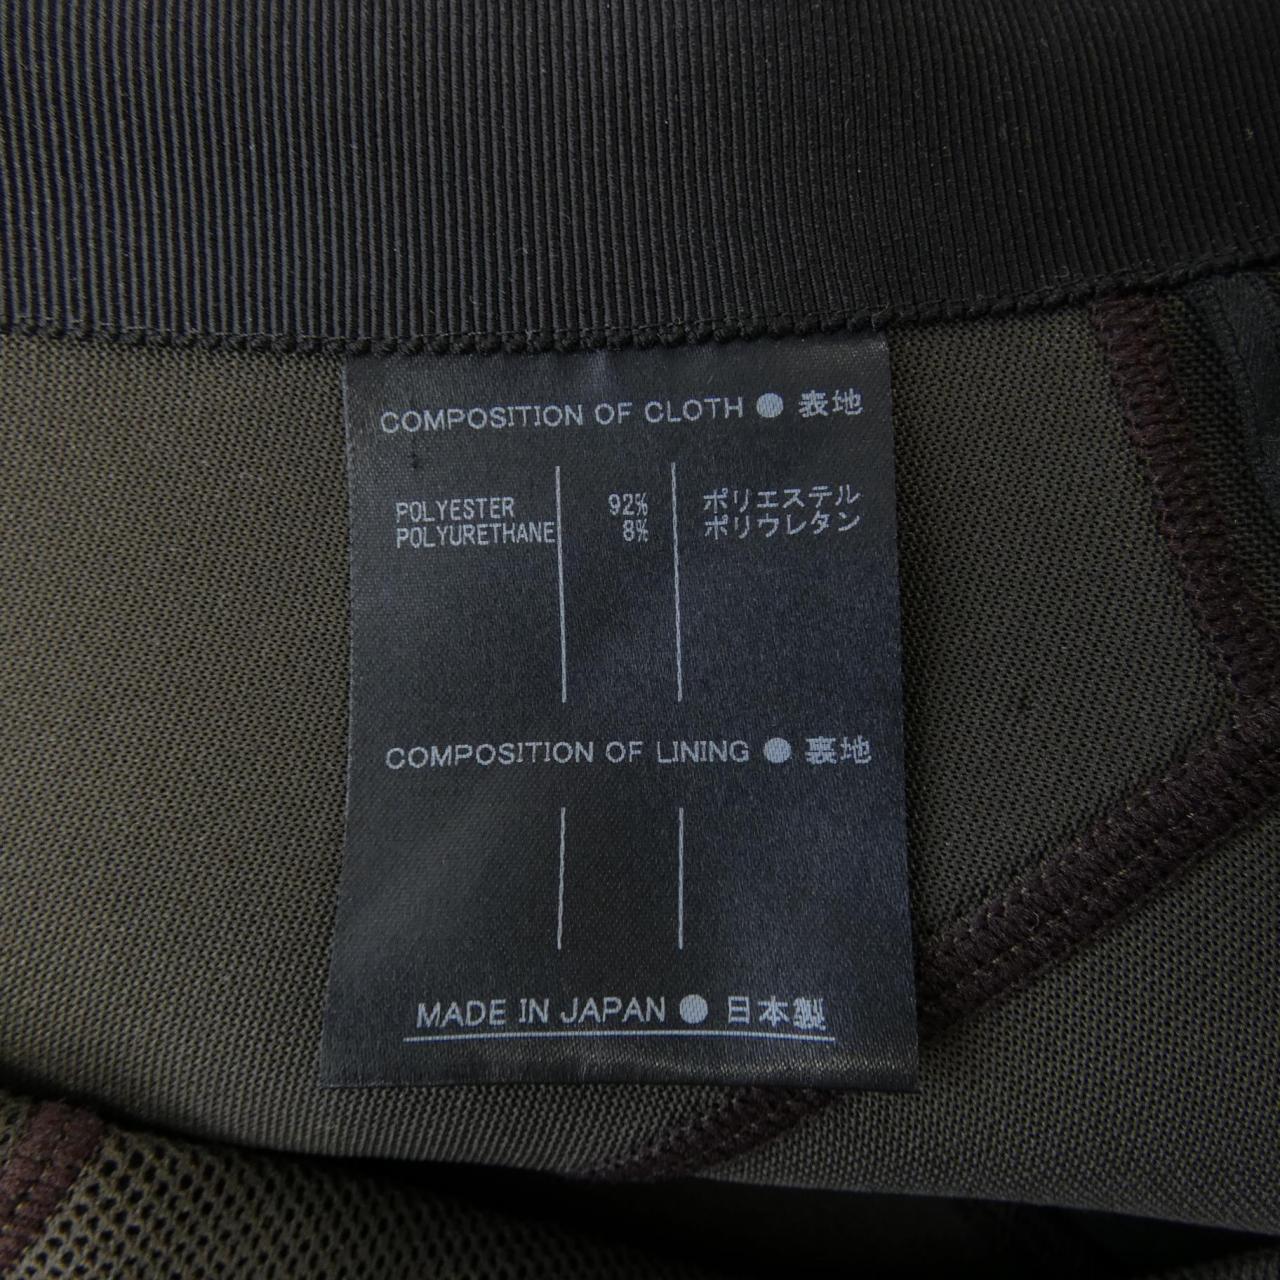 COMPOSITION OF CLOTH ● 表地
POLYESTER 92% ポリエステル
POLYURETHANE 8% ポリウレタン
COMPOSITION OF LINING ● 裏地
MADE IN JAPAN ● 日本製